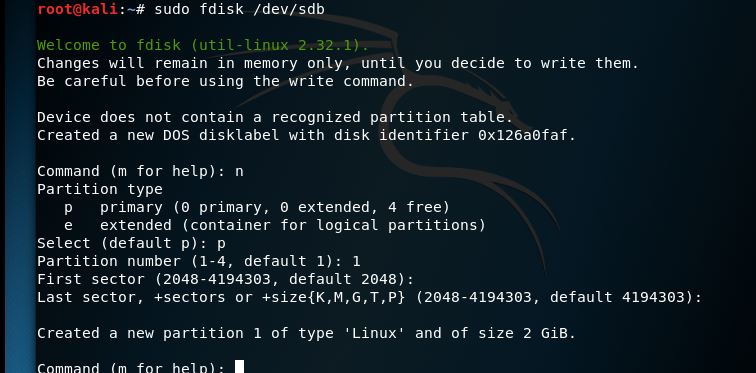 root@kali:~# sudo fdisk /dev/sdb
Welcome to fdisk (util-linux 2.32.1).
Changes will remain in memory only, until you decide to write them.
Be careful before using the write command.
Device does not contain a recognized partition table.
Created a new DOS disklabel with disk identifier 0x126a0faf.
Command (m for help): n
Partition type
   p   primary (0 primary, 0 extended, 4 free)
   e   extended (container for logical partitions)
Select (default p): p
Partition number (1-4, default 1): 1
First sector (2048-4194303, default 2048):
Last sector, +sectors or +size{K,M,G,T,P} (2048-4194303, default 4194303):
Created a new partition 1 of type 'Linux' and of size 2 GiB.
Command (m for help):